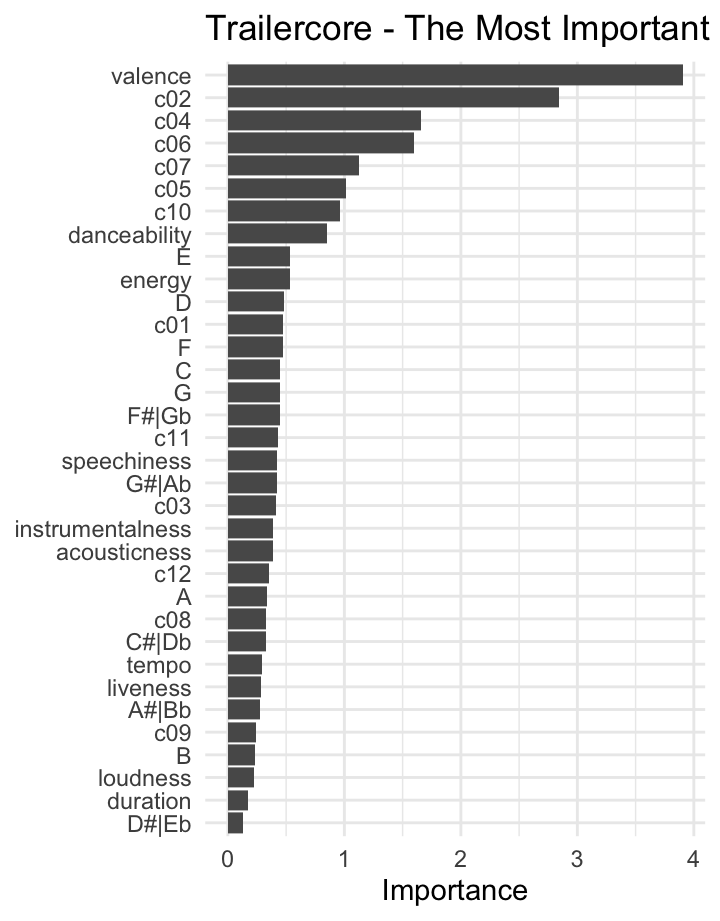 Trailercore - The Most Important
valence
c02
c04
c06
c07
c05
c10
danceability
E
energy
D
c01
F
C
G
F#|Gb
c11
speechiness
G#|Ab
c03
instrumentalness
acousticness
c12
A
c08
C#|Db
tempo
liveness
A#|Bb
c09
B
loudness
duration
D#|Eb
0 1 2 3 4
Importance